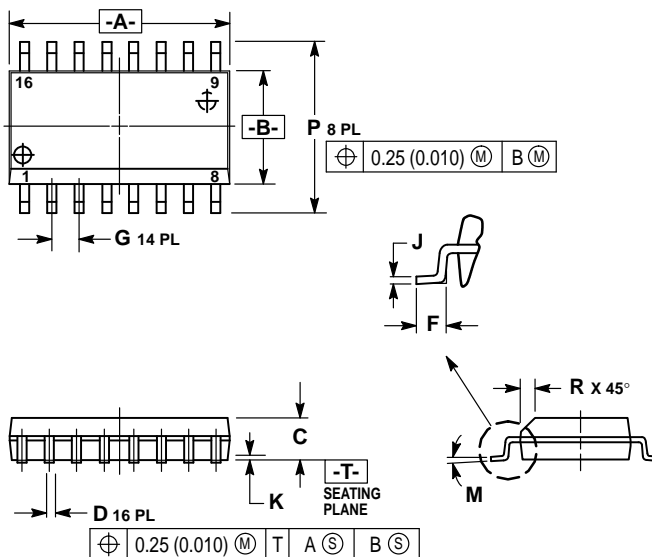 -A-
16 9
-B-
P 8 PL
⌖ 0.25 (0.010) Ⓜ B Ⓜ
1 8
G 14 PL
J
F
R X 45°
C
-T-
SEATING
PLANE
K
M
D 16 PL
⌖ 0.25 (0.010) Ⓜ T A Ⓢ B Ⓢ